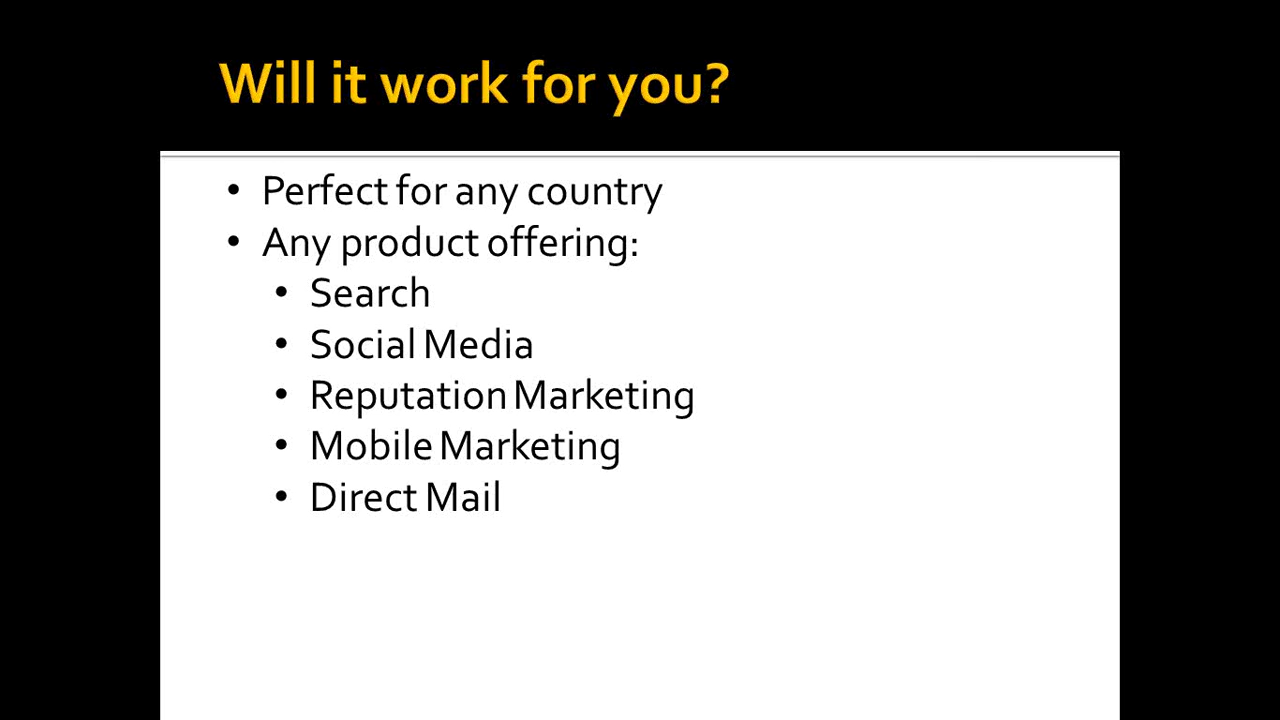 Will it work for you?
• Perfect for any country
• Any product offering:
• Search
• Social Media
• Reputation Marketing
• Mobile Marketing
• Direct Mail